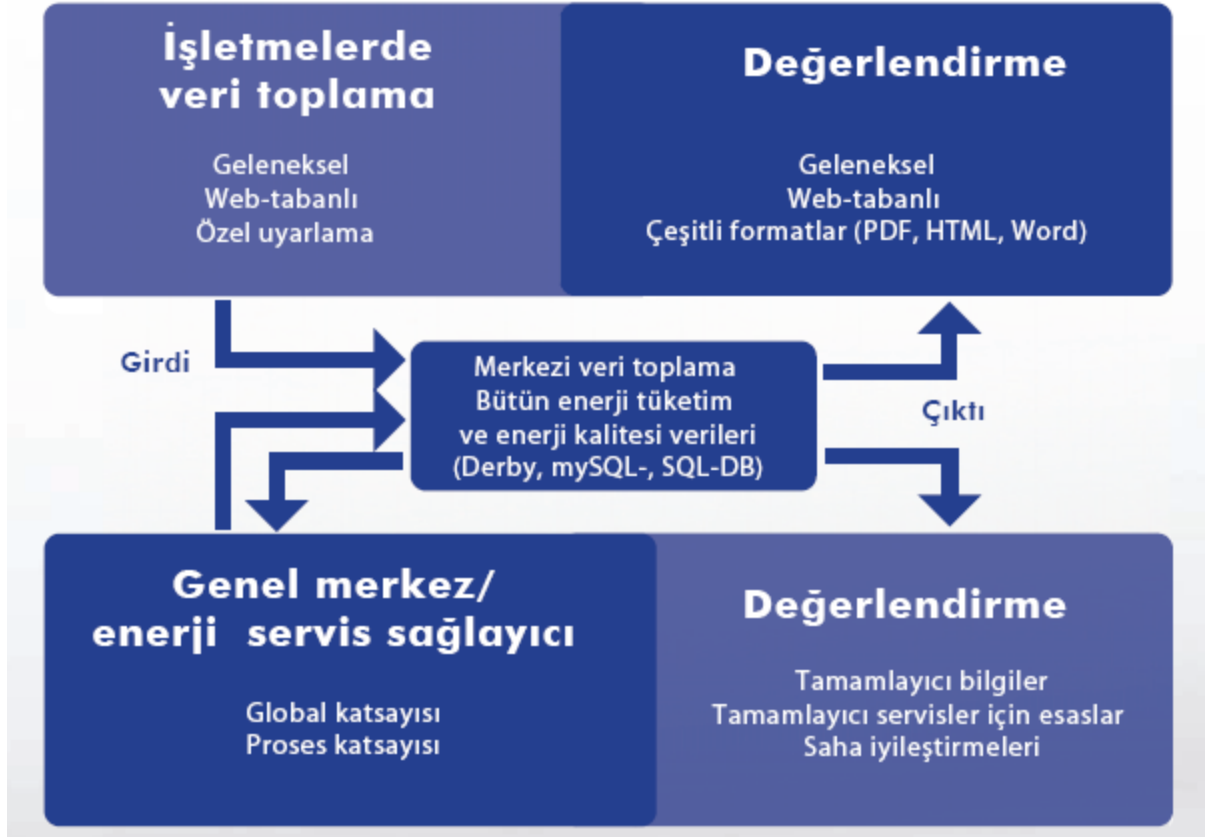 İşletmelerde
veri toplama
Geleneksel
Web-tabanlı
Özel uyarlama
Değerlendirme
Geleneksel
Web-tabanlı
Çeşitli formatlar (PDF, HTML, Word)
Girdi
Merkezi veri toplama
Bütün enerji tüketim
ve enerji kalitesi verileri
(Derby, mySQL-, SQL-DB)
Çıktı
Genel merkez/
enerji servis sağlayıcı
Global katsayısı
Proses katsayısı
Değerlendirme
Tamamlayıcı bilgiler
Tamamlayıcı servisler için esaslar
Saha iyileştirmeleri